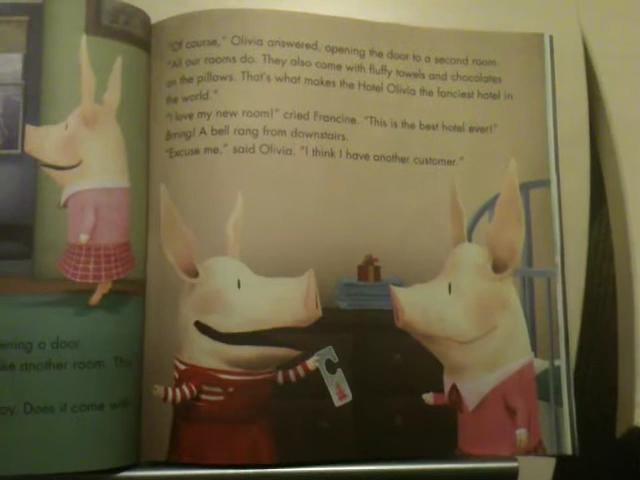 ening a door.
ke another room. This
oy. Does it come with
"Of course," Olivia answered, opening the door to a second room.
"All our rooms do. They also come with fluffy towels and chocolates
on the pillows. That's what makes the Hotel Olivia the fanciest hotel in
the world."
"I love my new room!" cried Francine. "This is the best hotel ever!"
Brring! A bell rang from downstairs.
"Excuse me," said Olivia. "I think I have another customer."